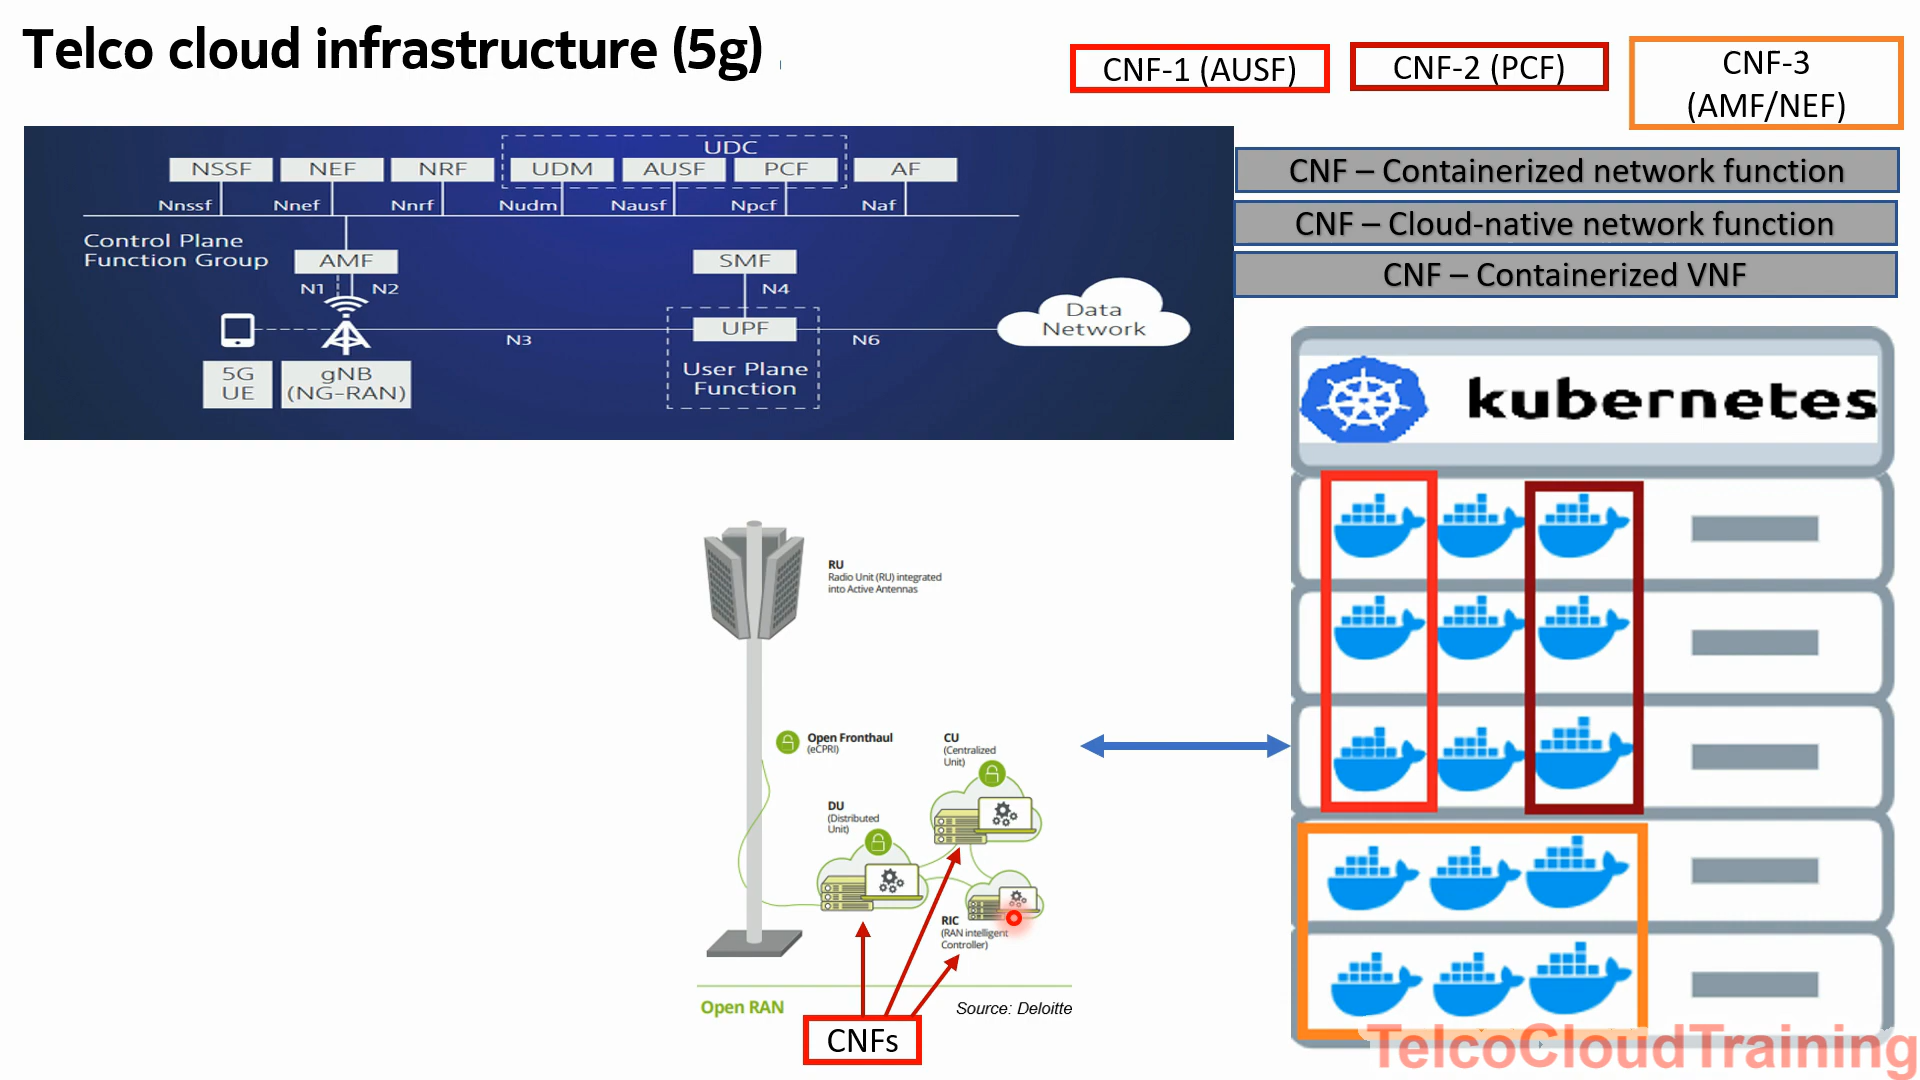 Telco cloud infrastructure (5g)
CNF-1 (AUSF)
CNF-2 (PCF)
CNF-3
(AMF/NEF)
UDC
NSSF
NEF
NRF
UDM
AUSF
PCF
AF
Nnssf
Nnef
Nnrf
Nudm
Nausf
Npcf
Naf
Control Plane
Function Group
AMF
SMF
N1
N2
N4
UPF
N3
N6
Data
Network
User Plane
Function
5G
UE
gNB
(NG-RAN)
CNF – Containerized network function
CNF – Cloud-native network function
CNF – Containerized VNF
kubernetes
RU
Radio Unit (RU) integrated
into Active Antennas
Open Fronthaul
(eCPRI)
CU
(Centralized
Unit)
DU
(Distributed
Unit)
RIC
(RAN intelligent
Controller)
Open RAN
Source: Deloitte
CNFs
TelcoCloudTraining